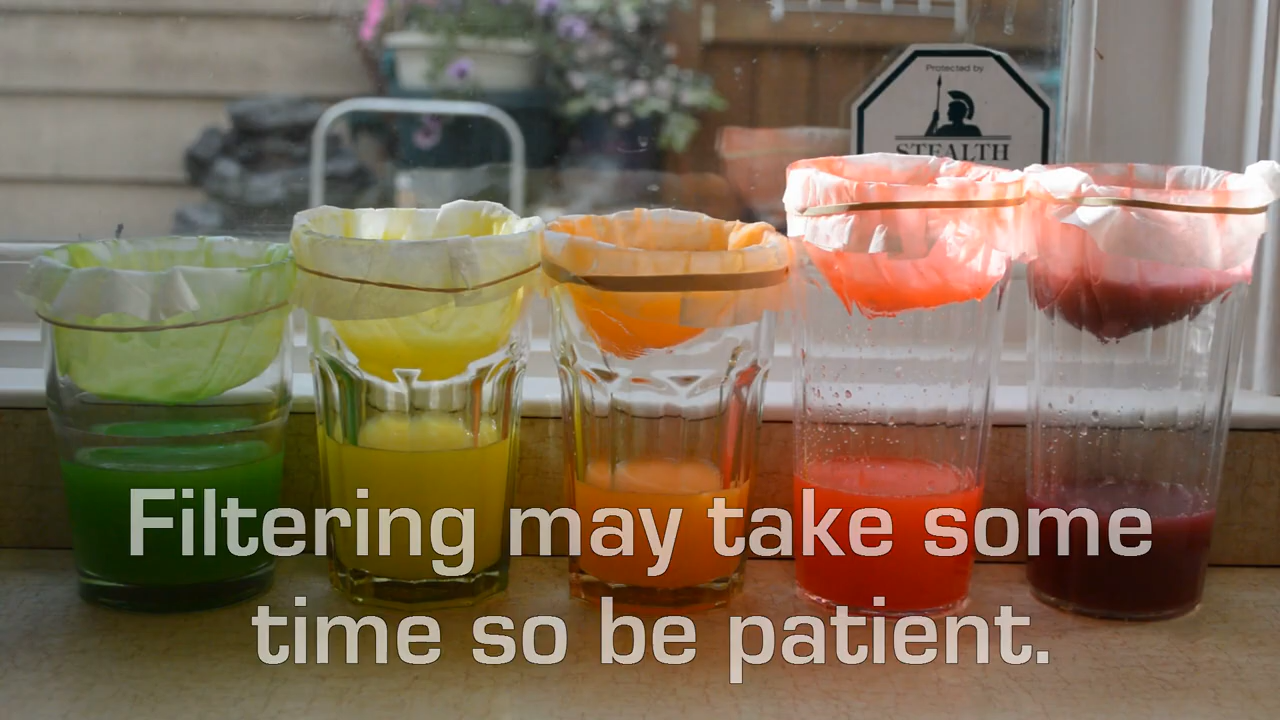 Protected by
STEALTH
Filtering may take some
time so be patient.